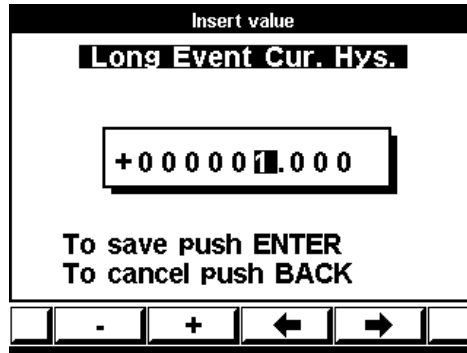 Insert value
Long Event Cur. Hys.
+000001.000
To save push ENTER
To cancel push BACK
- + ← →